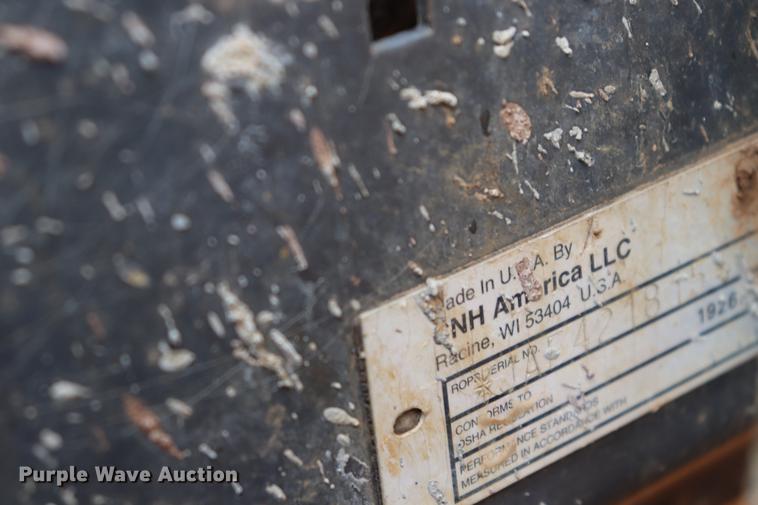 ade In U. A. By
NH America LLC
Racine, WI 53404 U.S.A
ROPS SERIAL NO.
CONFORMS TO
OSHA REGULATION 1926
PERFORMANCE STANDARDS
MEASURED IN ACCORDANCE WITH
Purple Wave Auction